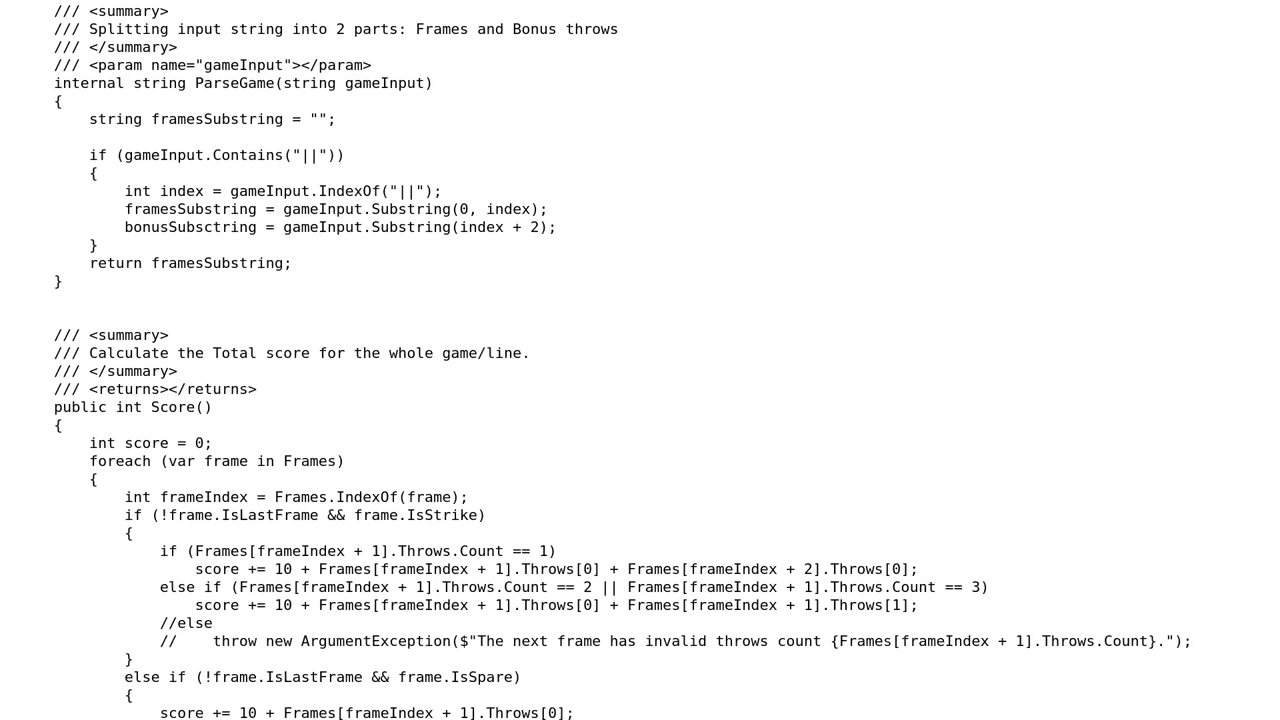 /// <summary>
/// Splitting input string into 2 parts: Frames and Bonus throws
/// </summary>
/// <param name="gameInput"></param>
internal string ParseGame(string gameInput)
{
    string framesSubstring = "";

    if (gameInput.Contains("||"))
    {
        int index = gameInput.IndexOf("||");
        framesSubstring = gameInput.Substring(0, index);
        bonusSubsctring = gameInput.Substring(index + 2);
    }
    return framesSubstring;
}


/// <summary>
/// Calculate the Total score for the whole game/line.
/// </summary>
/// <returns></returns>
public int Score()
{
    int score = 0;
    foreach (var frame in Frames)
    {
        int frameIndex = Frames.IndexOf(frame);
        if (!frame.IsLastFrame && frame.IsStrike)
        {
            if (Frames[frameIndex + 1].Throws.Count == 1)
                score += 10 + Frames[frameIndex + 1].Throws[0] + Frames[frameIndex + 2].Throws[0];
            else if (Frames[frameIndex + 1].Throws.Count == 2 || Frames[frameIndex + 1].Throws.Count == 3)
                score += 10 + Frames[frameIndex + 1].Throws[0] + Frames[frameIndex + 1].Throws[1];
            //else
            //    throw new ArgumentException($"The next frame has invalid throws count {Frames[frameIndex + 1].Throws.Count}.");
        }
        else if (!frame.IsLastFrame && frame.IsSpare)
        {
            score += 10 + Frames[frameIndex + 1].Throws[0];